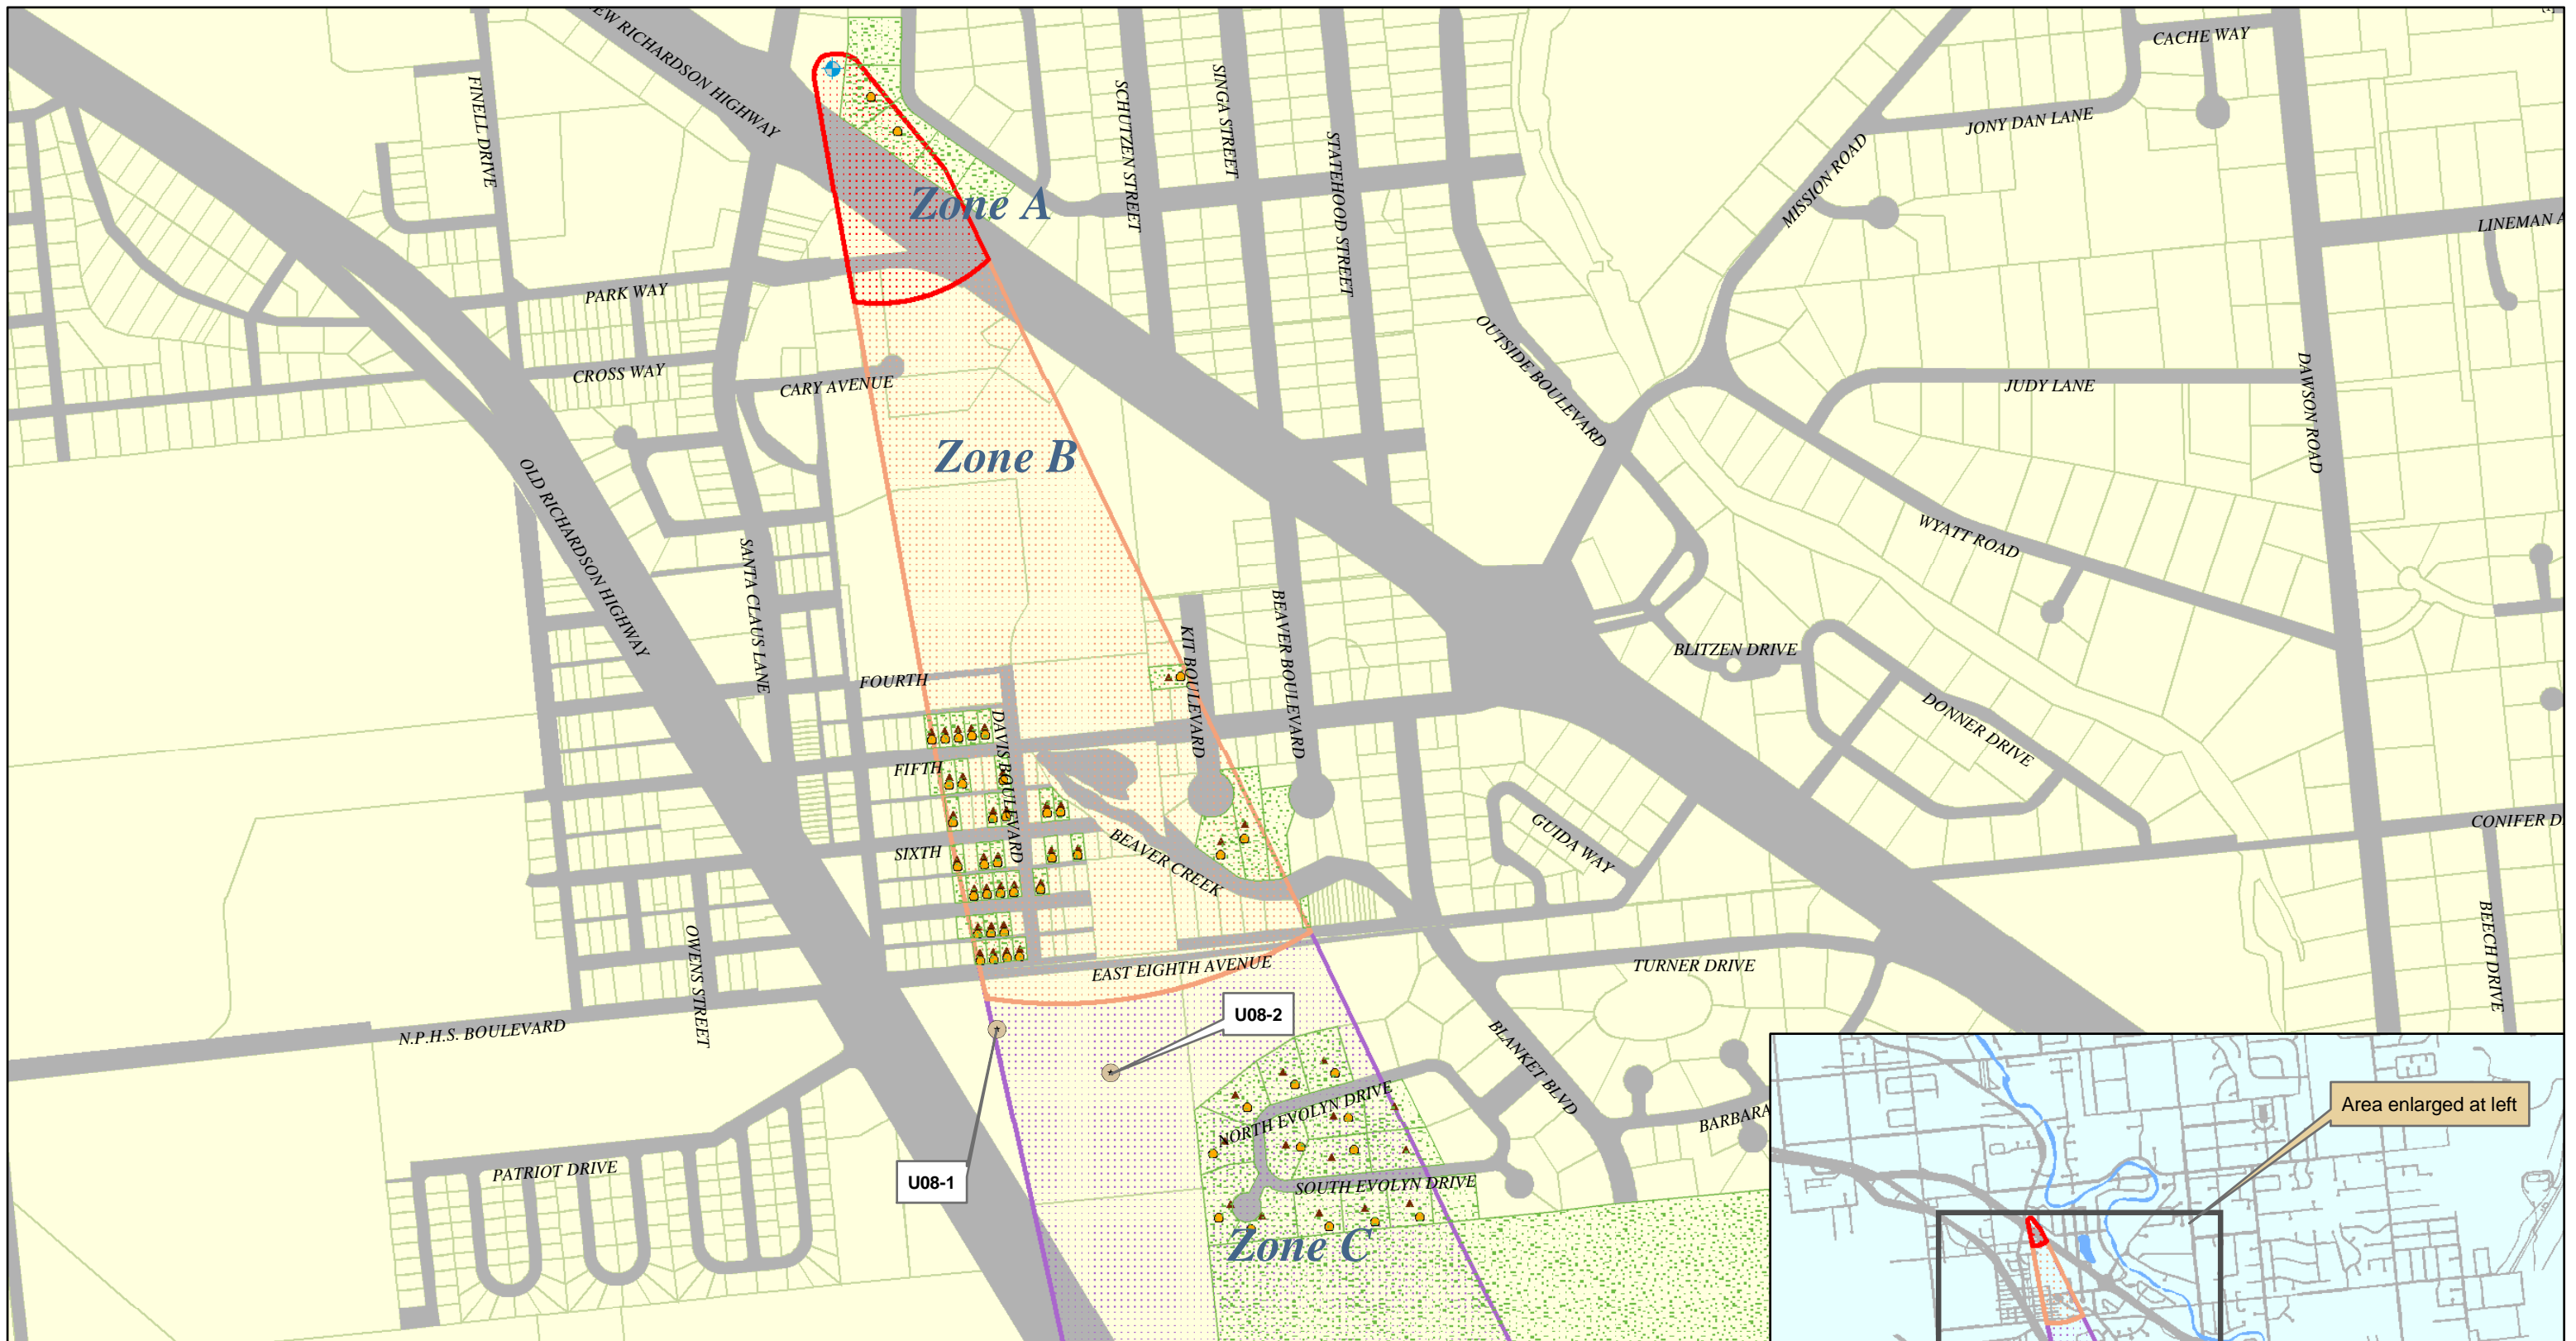 EW RICHARDSON HIGHWAY
FINELL DRIVE
SCHUTZEN STREET
SINGA STREET
STATEHOOD STREET
CACHE WAY
JONY DAN LANE
MISSION ROAD
LINEMAN A
Zone A
PARK WAY
CROSS WAY
CARY AVENUE
OUTSIDE BOULEVARD
JUDY LANE
DAWSON ROAD
Zone B
OLD RICHARDSON HIGHWAY
SANTA CLAUS LANE
WYATT ROAD
KIT BOULEVARD
BEAVER BOULEVARD
BLITZEN DRIVE
FOURTH
DAVIS BOULEVARD
DONNER DRIVE
FIFTH
SIXTH
BEAVER CREEK
GUIDA WAY
CONIFER D
OWENS STREET
EAST EIGHTH AVENUE
TURNER DRIVE
BEECH DRIVE
N.P.H.S. BOULEVARD
U08-2
BLANKET BLVD
NORTH EVOLYN DRIVE
BARBARA
Area enlarged at left
PATRIOT DRIVE
U08-1
SOUTH EVOLYN DRIVE
Zone C